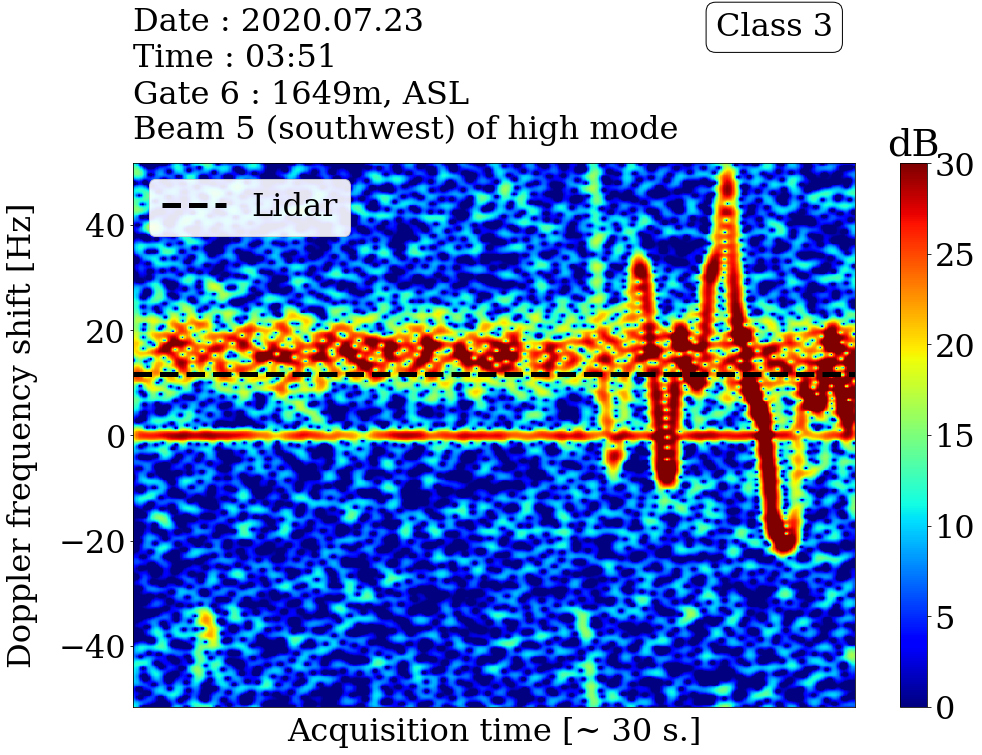 Date : 2020.07.23
Time : 03:51
Gate 6 : 1649m, ASL
Beam 5 (southwest) of high mode
Class 3
dB
Lidar
Doppler frequency shift [Hz]
40
20
0
−20
−40
Acquisition time [~ 30 s.]
30
25
20
15
10
5
0